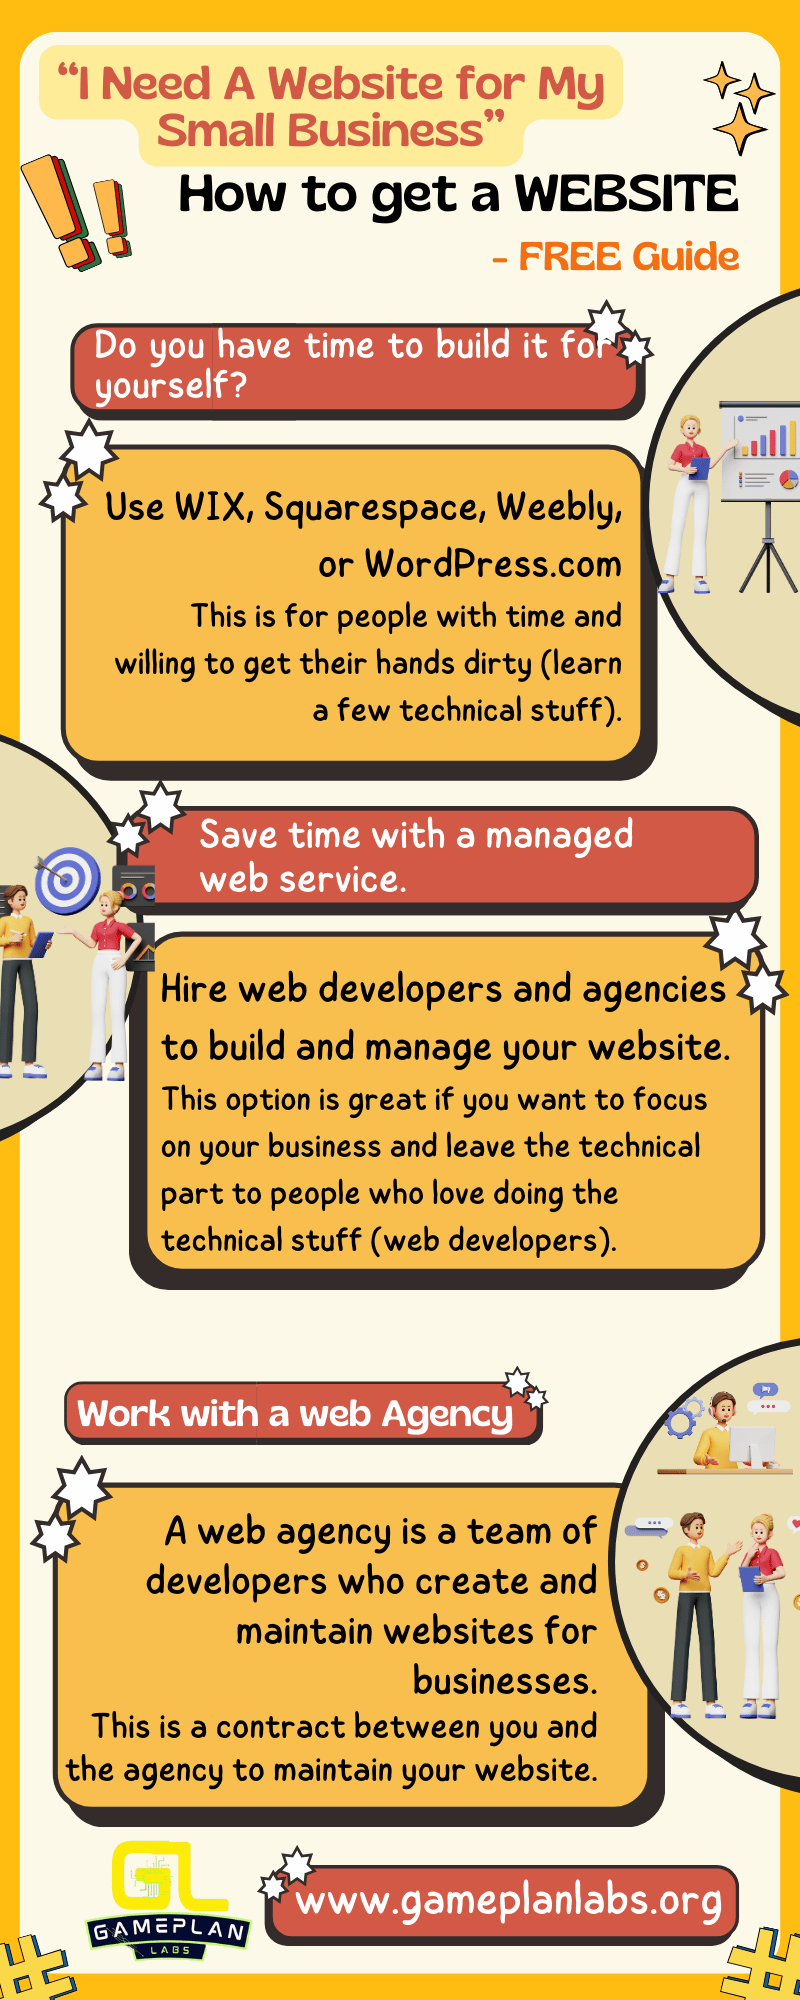 “I Need A Website for My
Small Business”
How to get a WEBSITE
- FREE Guide
Do you have time to build it for
yourself?
Use WIX, Squarespace, Weebly,
or WordPress.com
This is for people with time and
willing to get their hands dirty (learn
a few technical stuff).
Save time with a managed
web service.
Hire web developers and agencies
to build and manage your website.
This option is great if you want to focus
on your business and leave the technical
part to people who love doing the
technical stuff (web developers).
Work with a web Agency
A web agency is a team of
developers who create and
maintain websites for
businesses.
This is a contract between you and
the agency to maintain your website.
GL
GAMEPLAN
LABS
www.gameplanlabs.org